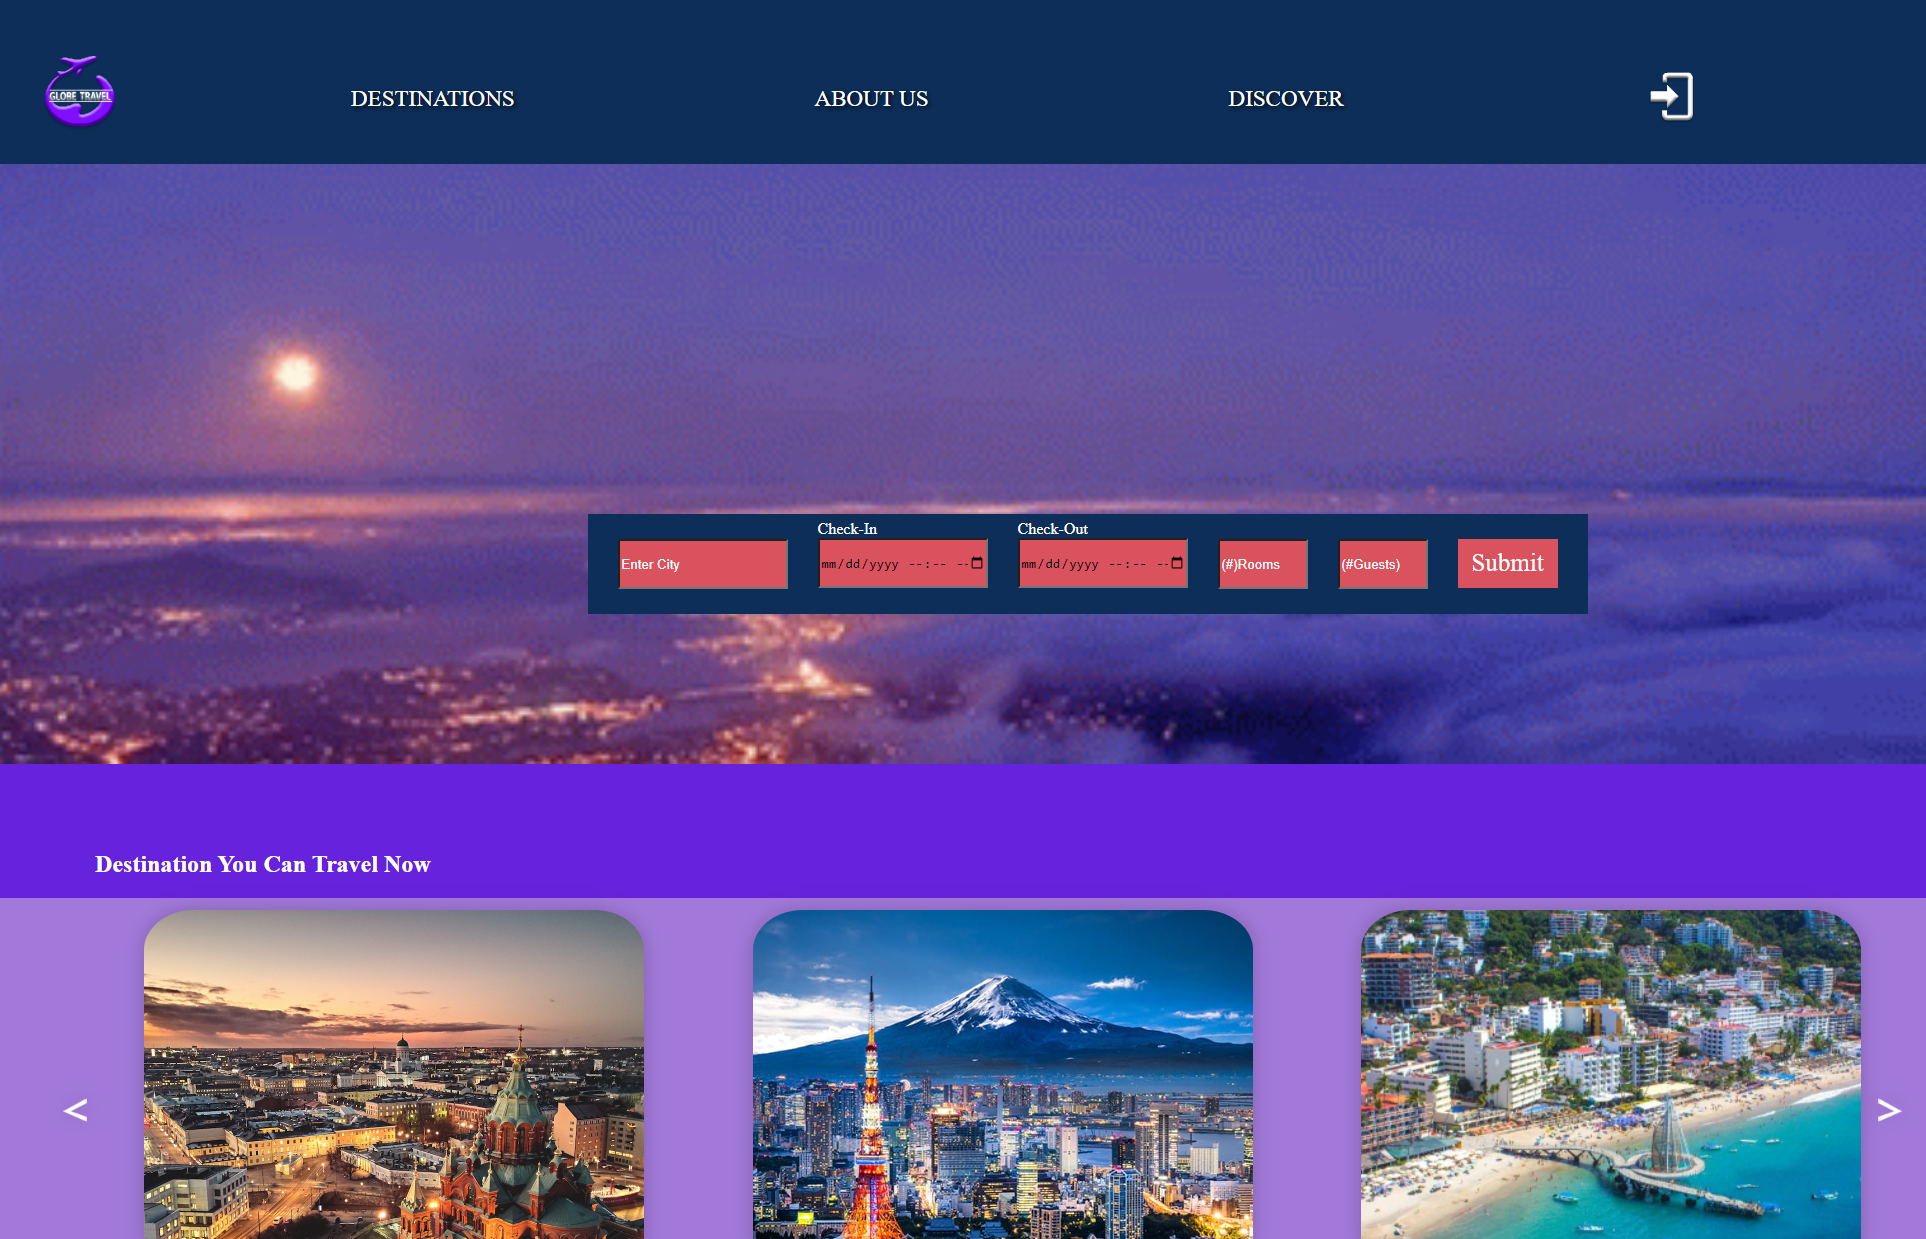 GLOBE TRAVEL
DESTINATIONS
ABOUT US
DISCOVER
Check-In
Check-Out
Enter City
mm/dd/yyyy --:-- --
mm/dd/yyyy --:-- --
(#)Rooms
(#Guests)
Submit
Destination You Can Travel Now
<
>